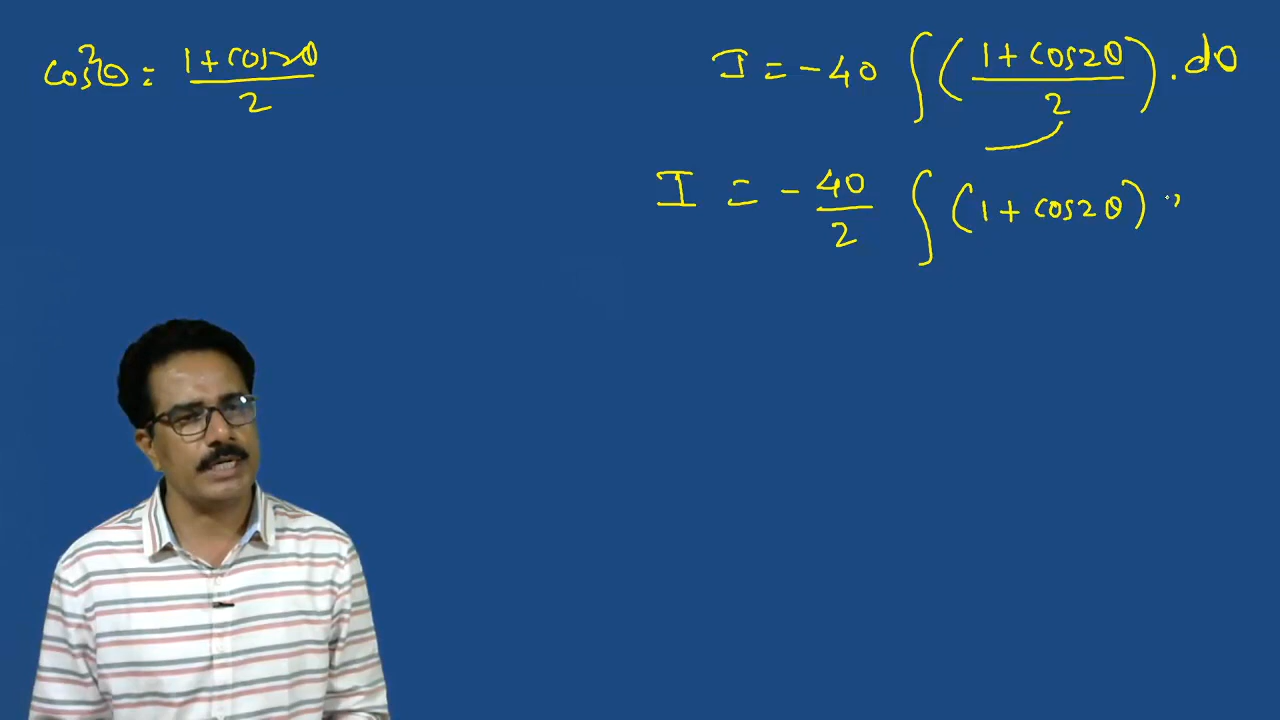 cos²θ = (1+cos2θ)/2
I = -40 ∫ ((1+cos2θ)/2) . dθ
I = -40/2 ∫ (1+cos2θ)